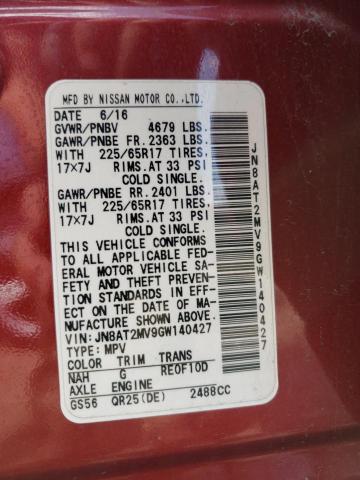 MFD BY NISSAN MOTOR CO.,LTD.
DATE 6/16
GVWR/PNBV 4679 LBS.
GAWR/PNBE FR. 2363 LBS.
WITH 225/65R17 TIRES,
17×7J RIMS.AT 33 PSI
COLD SINGLE.
GAWR/PNBE RR. 2401 LBS.
WITH 225/65R17 TIRES,
17×7J RIMS.AT 33 PSI
COLD SINGLE.
THIS VEHICLE CONFORMS
TO ALL APPLICABLE FED-
ERAL MOTOR VEHICLE SA-
FETY AND THEFT PREVEN-
TION STANDARDS IN EFF-
ECT ON THE DATE OF MA-
NUFACTURE SHOWN ABOVE.
VIN:JN8AT2MV9GW140427
TYPE: MPV
COLOR TRIM TRANS
NAH G RE0F10D
AXLE ENGINE
GS56 QR25(DE) 2488CC
JN8AT2MV9GW140427